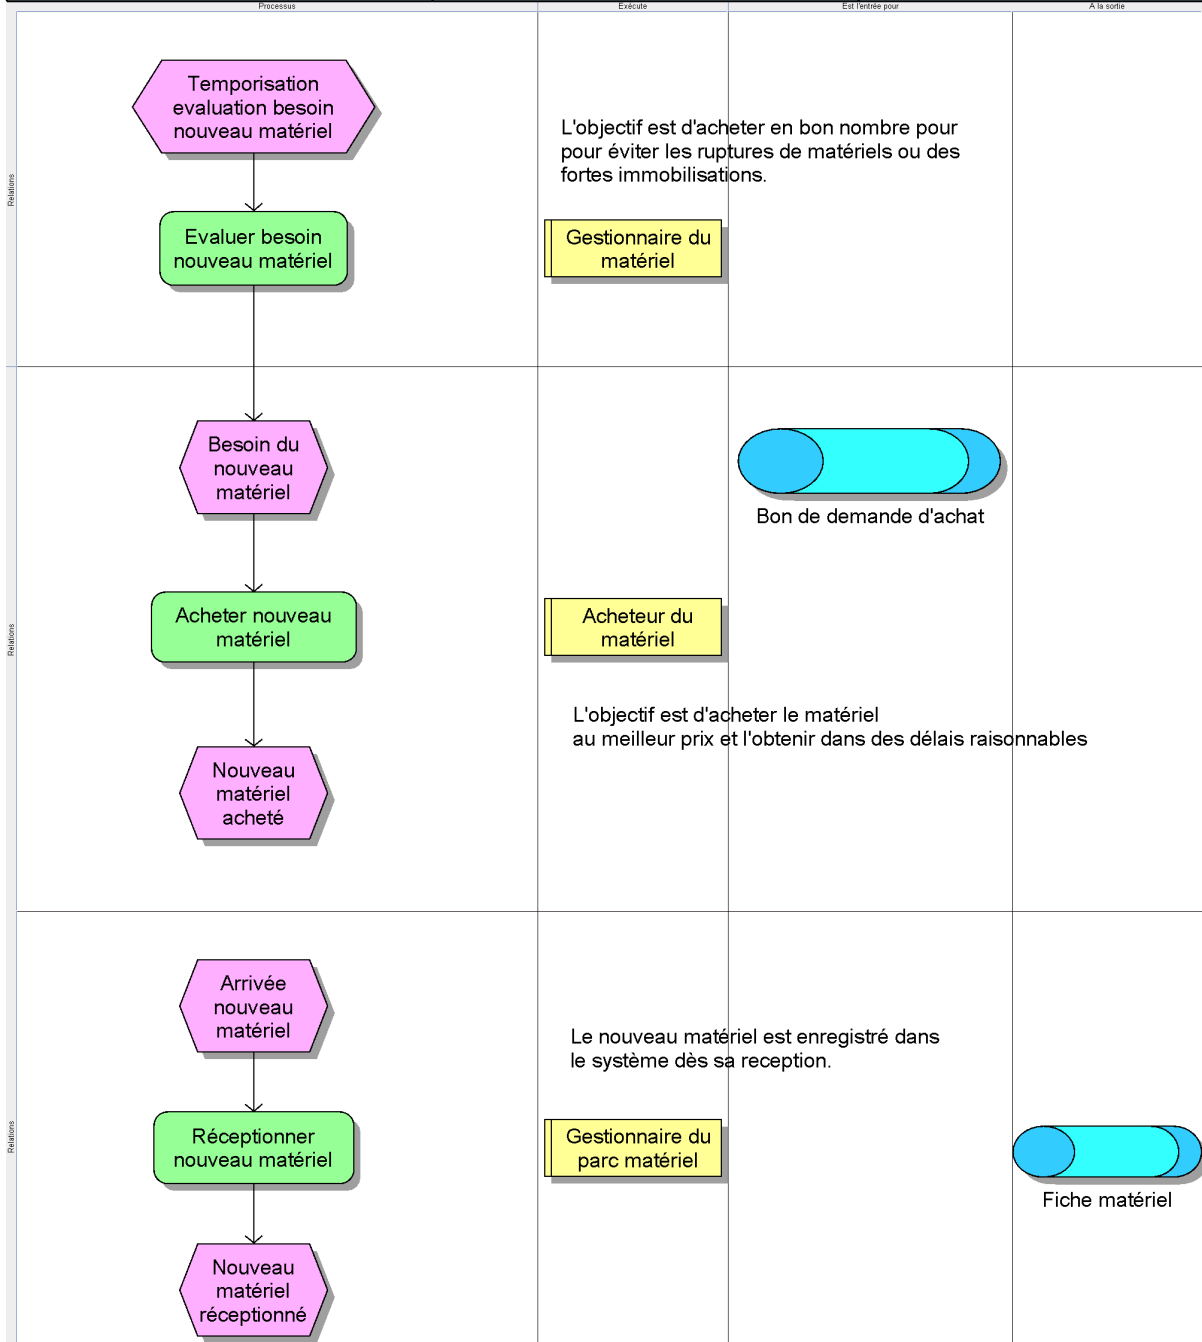 Processus
Exécute
Est l'entrée pour
A la sortie
Relations
Temporisation
evaluation besoin
nouveau matériel
L'objectif est d'acheter en bon nombre pour
pour éviter les ruptures de matériels ou des
fortes immobilisations.
Evaluer besoin
nouveau matériel
Gestionnaire du
matériel
Relations
Besoin du
nouveau
matériel
Bon de demande d'achat
Acheter nouveau
matériel
Acheteur du
matériel
L'objectif est d'acheter le matériel
au meilleur prix et l'obtenir dans des délais raisonnables
Nouveau
matériel
acheté
Relations
Arrivée
nouveau
matériel
Le nouveau matériel est enregistré dans
le système dès sa reception.
Réceptionner
nouveau matériel
Gestionnaire du
parc matériel
Fiche matériel
Nouveau
matériel
réceptionné